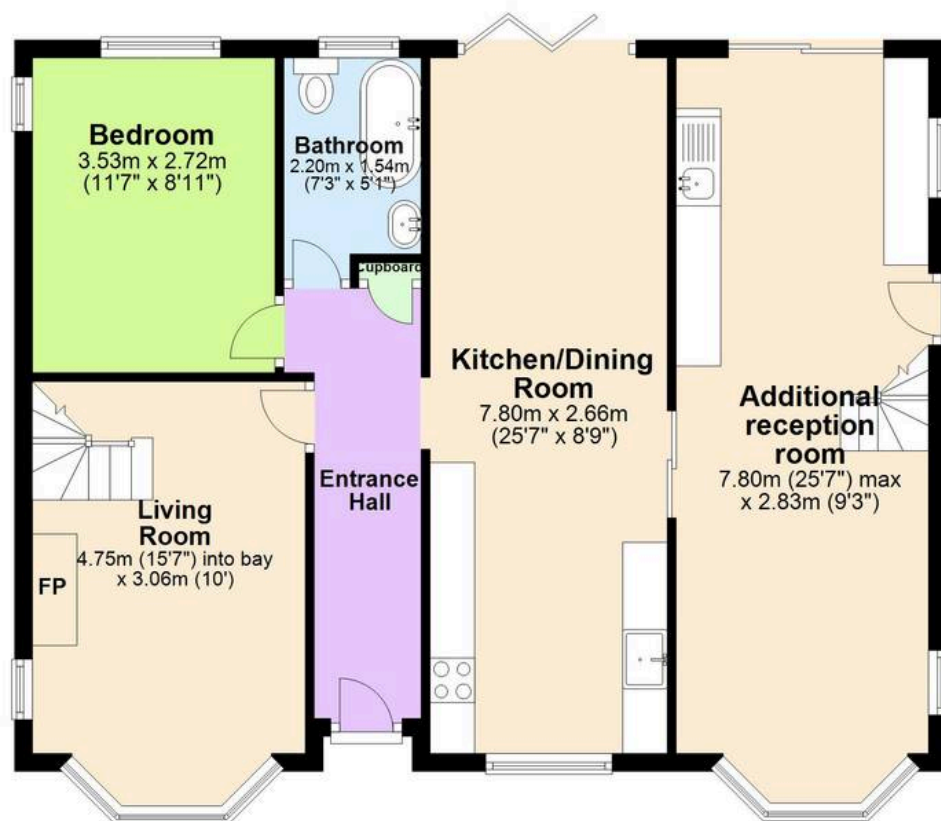 Bedroom
3.53m x 2.72m
(11'7" x 8'11")
Bathroom
2.20m x 1.54m
(7'3" x 5'1")
Cupboard
Kitchen/Dining
Room
7.80m x 2.66m
(25'7" x 8'9")
Additional
reception
room
7.80m (25'7") max
x 2.83m (9'3")
Entrance
Hall
Living
Room
4.75m (15'7") into bay
x 3.06m (10')
FP